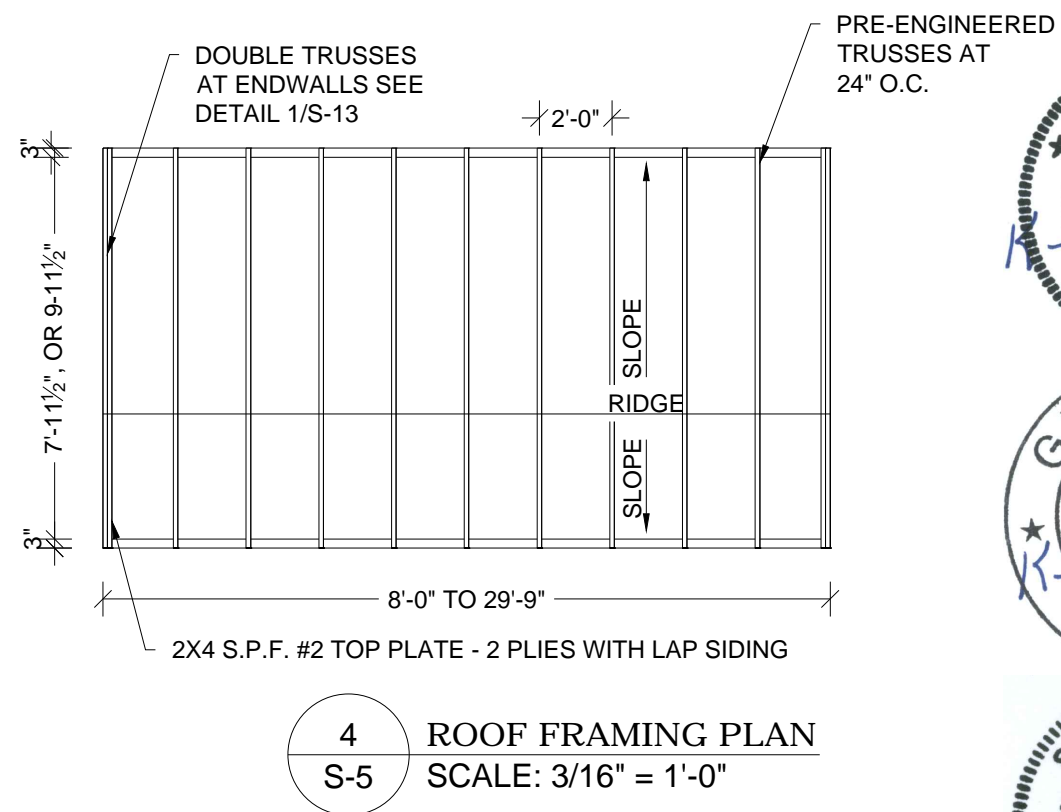 DOUBLE TRUSSES
AT ENDWALLS SEE
DETAIL 1/S-13
PRE-ENGINEERED
TRUSSES AT
24" O.C.
2'-0"
3"
7'-11½", OR 9-11½"
3"
SLOPE
RIDGE
SLOPE
8'-0" TO 29'-9"
2X4 S.P.F. #2 TOP PLATE - 2 PLIES WITH LAP SIDING
4
S-5
ROOF FRAMING PLAN
SCALE: 3/16" = 1'-0"
G